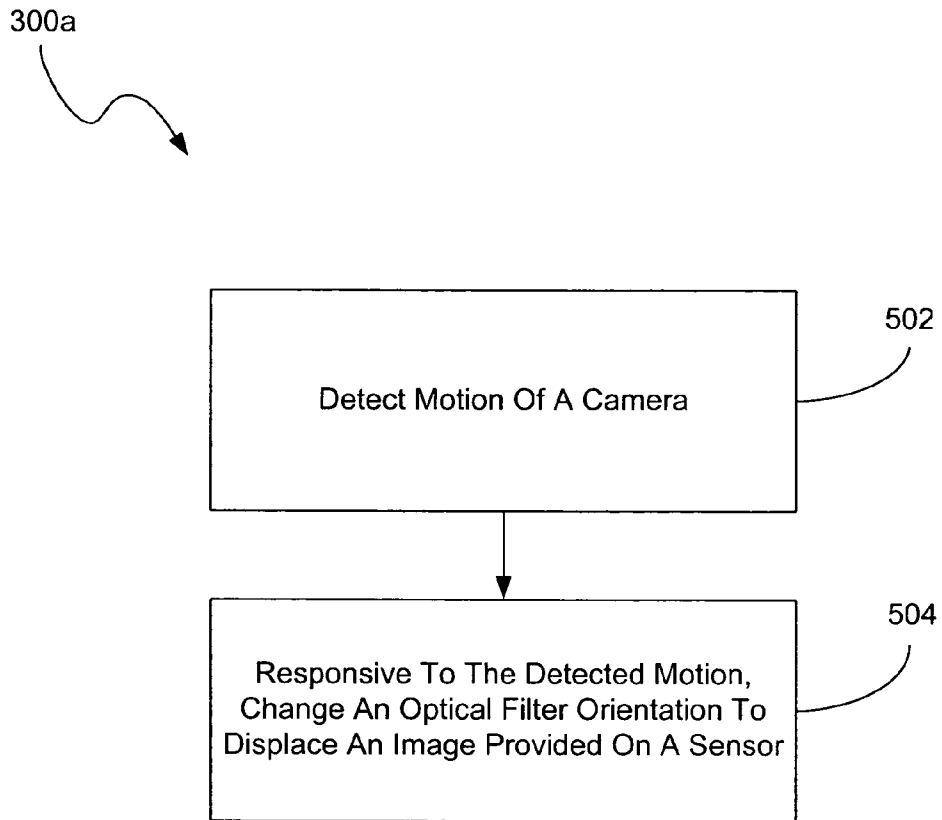 300a
502
Detect Motion Of A Camera
504
Responsive To The Detected Motion,
Change An Optical Filter Orientation To
Displace An Image Provided On A Sensor